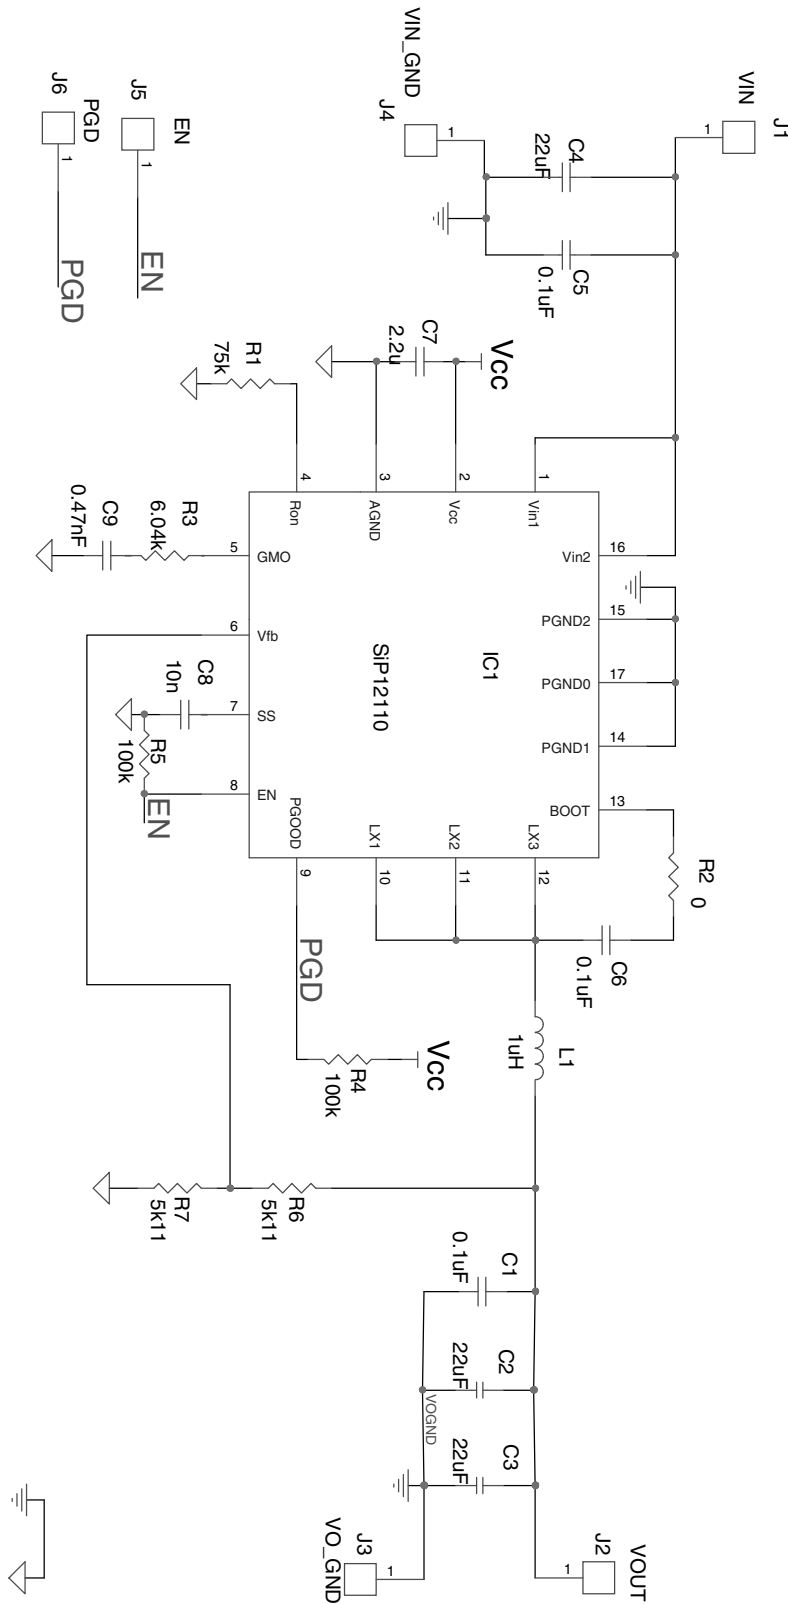 J1
VIN
1
VIN_GND
J4
1
C4
22uF
C5
0.1uF
J5
EN
1
EN
J6
PGD
1
PGD
Vcc
C7
2.2u
R1
75k
R3
6.04k
C9
0.47nF
IC1
SiP12110
1
Vin1
2
Vcc
3
AGND
4
Ron
5
GMO
6
Vfb
7
SS
8
EN
9
PGOOD
10
LX1
11
LX2
12
LX3
13
BOOT
14
PGND1
17
PGND0
15
PGND2
16
Vin2
C8
10n
R5
100k
EN
R2
0
C6
0.1uF
PGD
Vcc
R4
100k
L1
1uH
R6
5k11
R7
5k11
C1
0.1uF
C2
22uF
VOGND
C3
22uF
J2
VOUT
1
J3
VO_GND
1